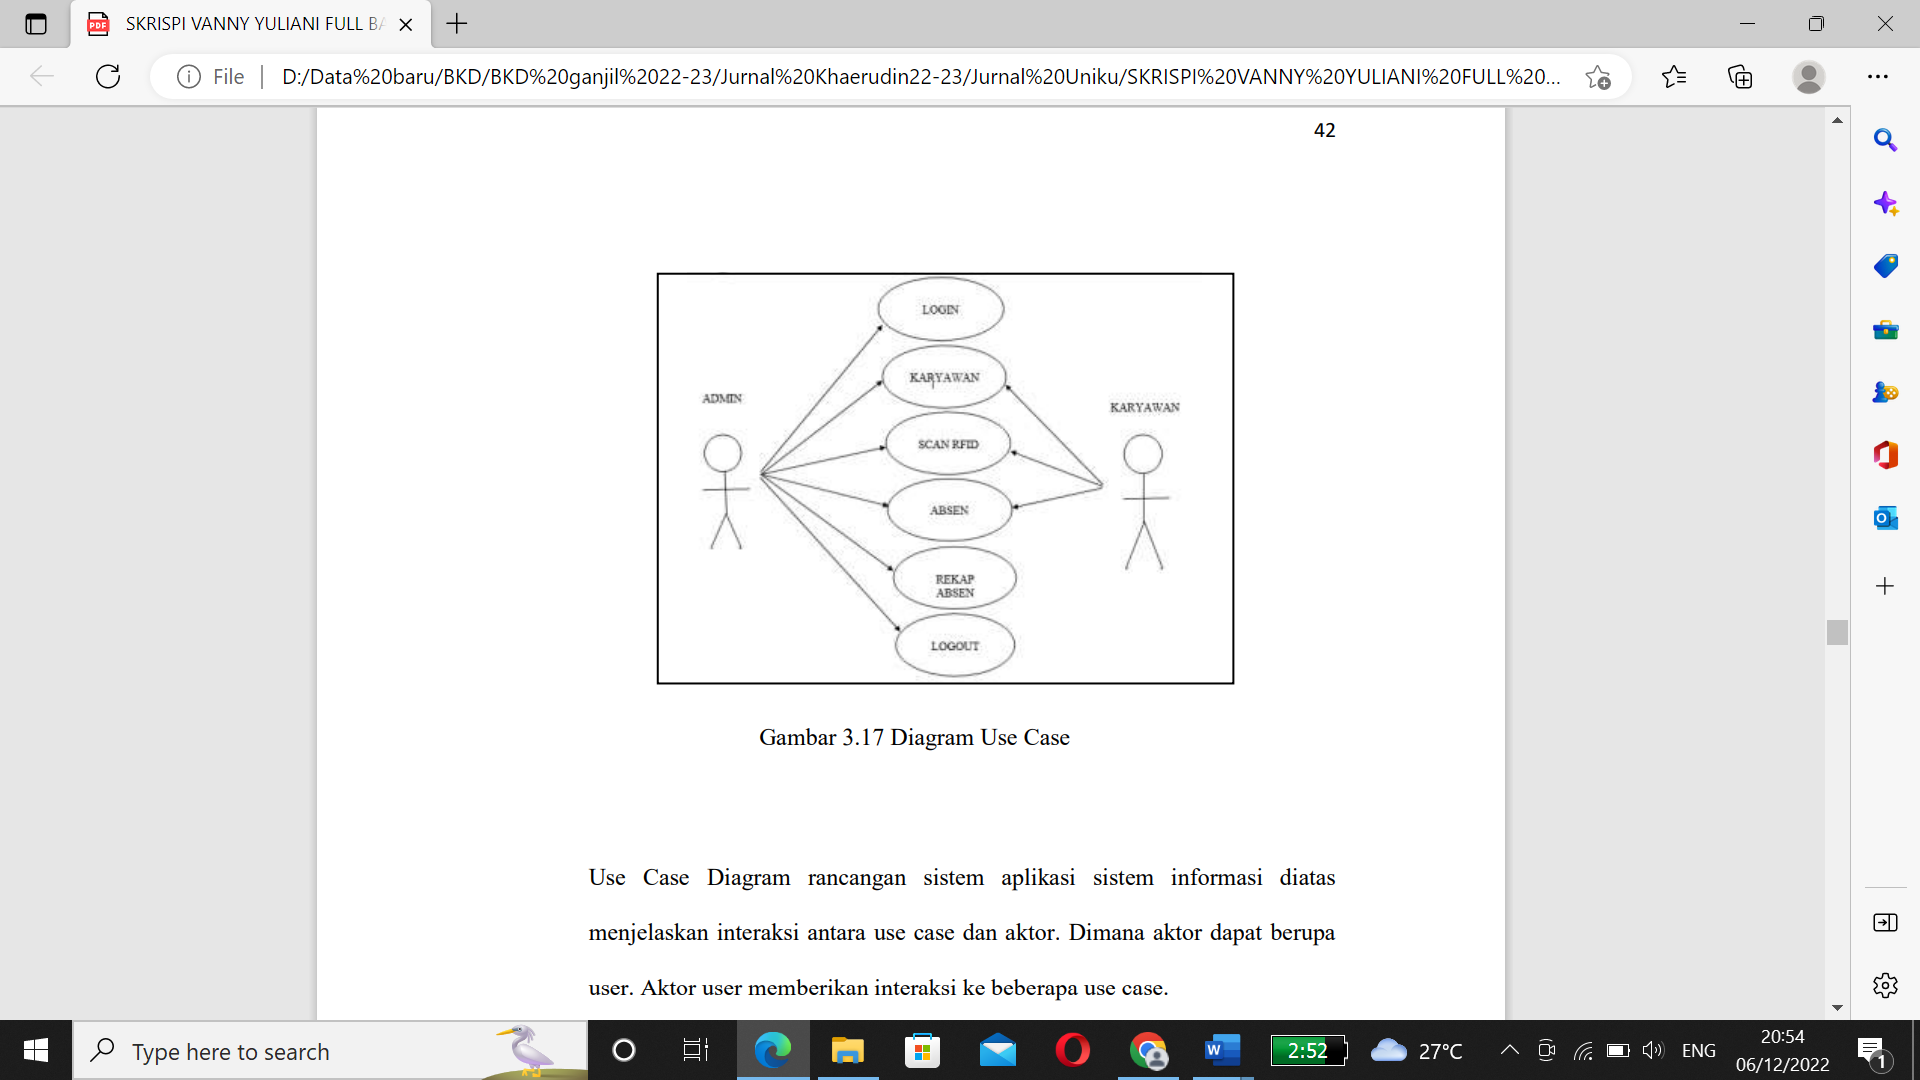 SKRISPI VANNY YULIANI FULL BA
File
D:/Data%20baru/BKD/BKD%20ganjil%2022-23/Jurnal%20Khaerudin22-23/Jurnal%20Uniku/SKRISPI%20VANNY%20YULIANI%20FULL%20...
42
LOGIN
KARYAWAN
ADMIN
KARYAWAN
SCAN RFID
ABSEN
REKAP
ABSEN
LOGOUT
Gambar 3.17 Diagram Use Case
Use Case Diagram rancangan sistem aplikasi sistem informasi diatas
menjelaskan interaksi antara use case dan aktor. Dimana aktor dapat berupa
user. Aktor user memberikan interaksi ke beberapa use case.
Type here to search
2:52
27°C
ENG
20:54
06/12/2022
1